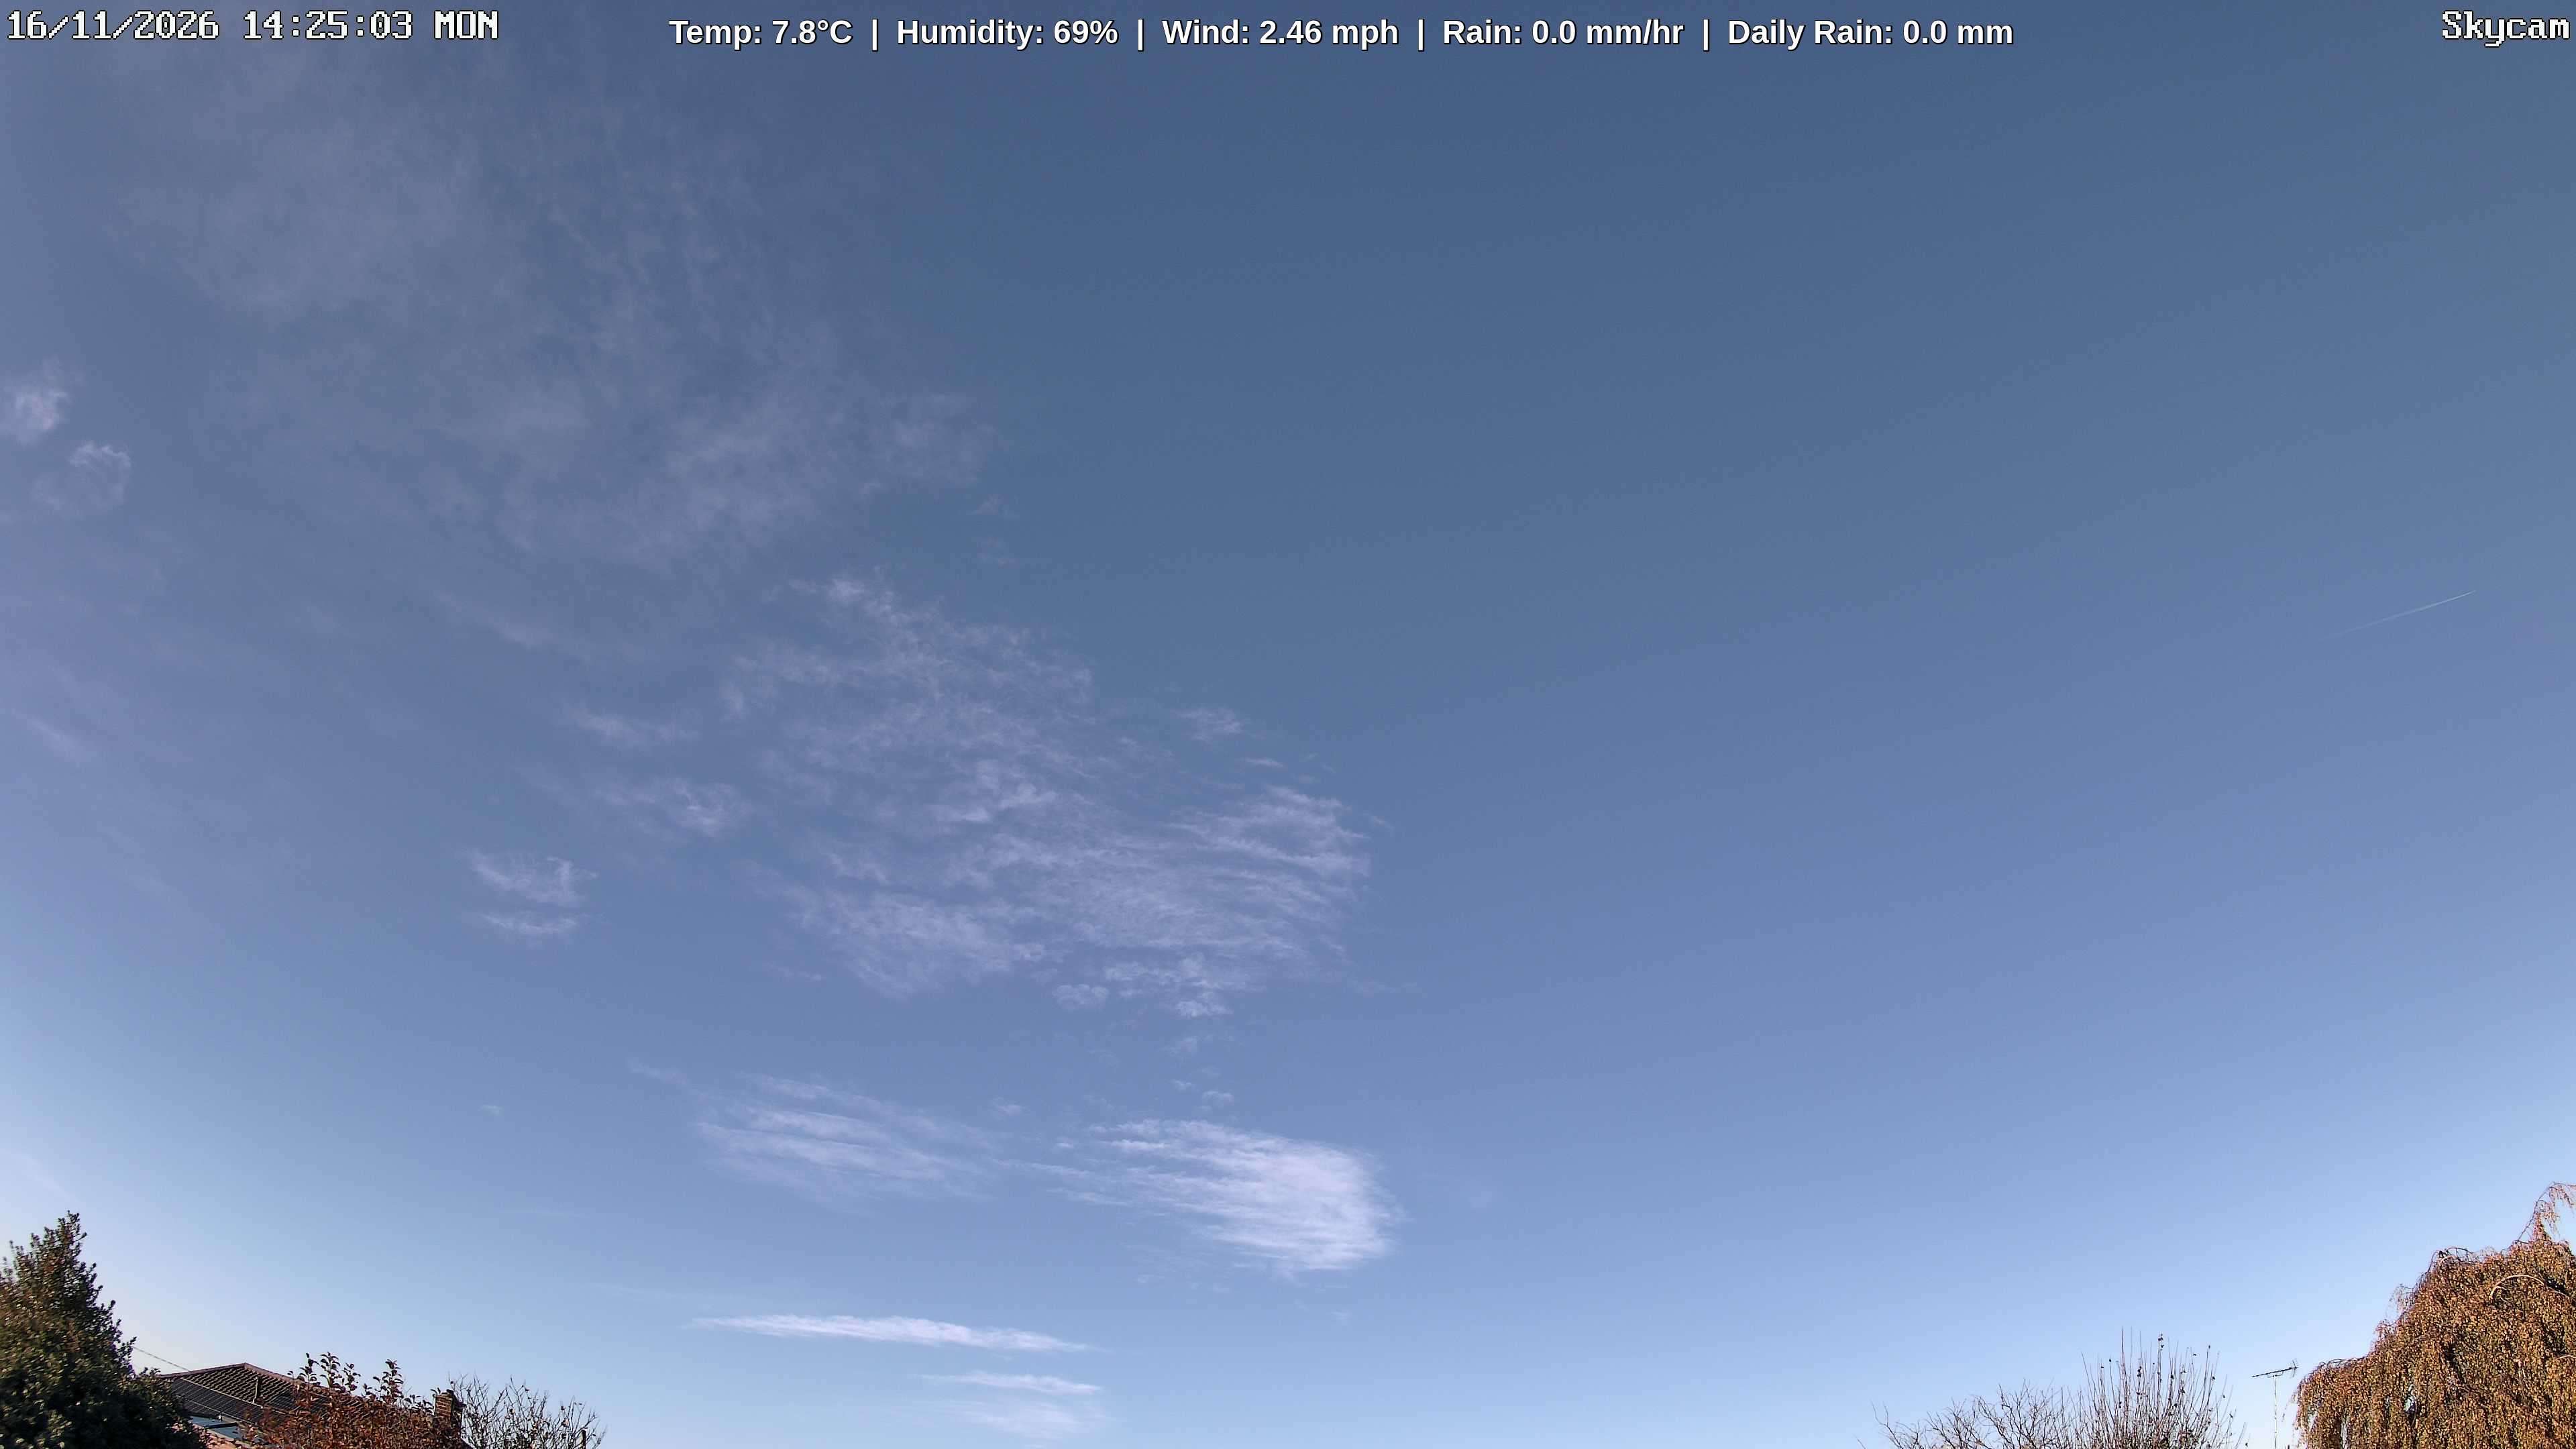 16/11/2026 14:25:03 MON
Temp: 7.8°C | Humidity: 69% | Wind: 2.46 mph | Rain: 0.0 mm/hr | Daily Rain: 0.0 mm
Skycam